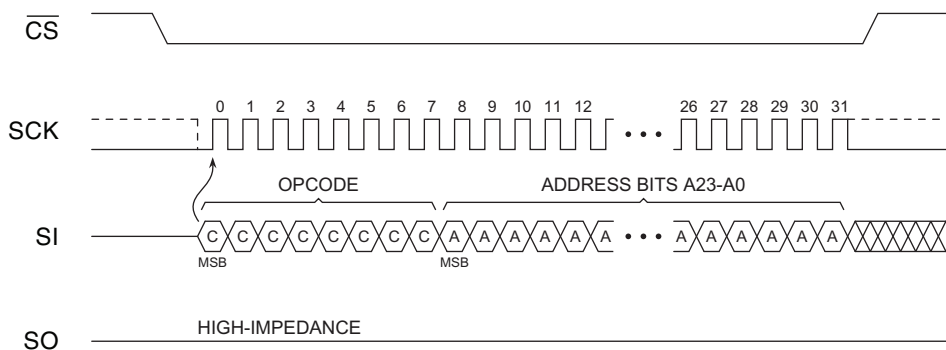 CS
SCK
0 1 2 3 4 5 6 7 8 9 10 11 12 26 27 28 29 30 31
• • •
OPCODE
ADDRESS BITS A23-A0
SI
C C C C C C C C A A A A A A • • • A A A A A A
MSB
MSB
SO
HIGH-IMPEDANCE